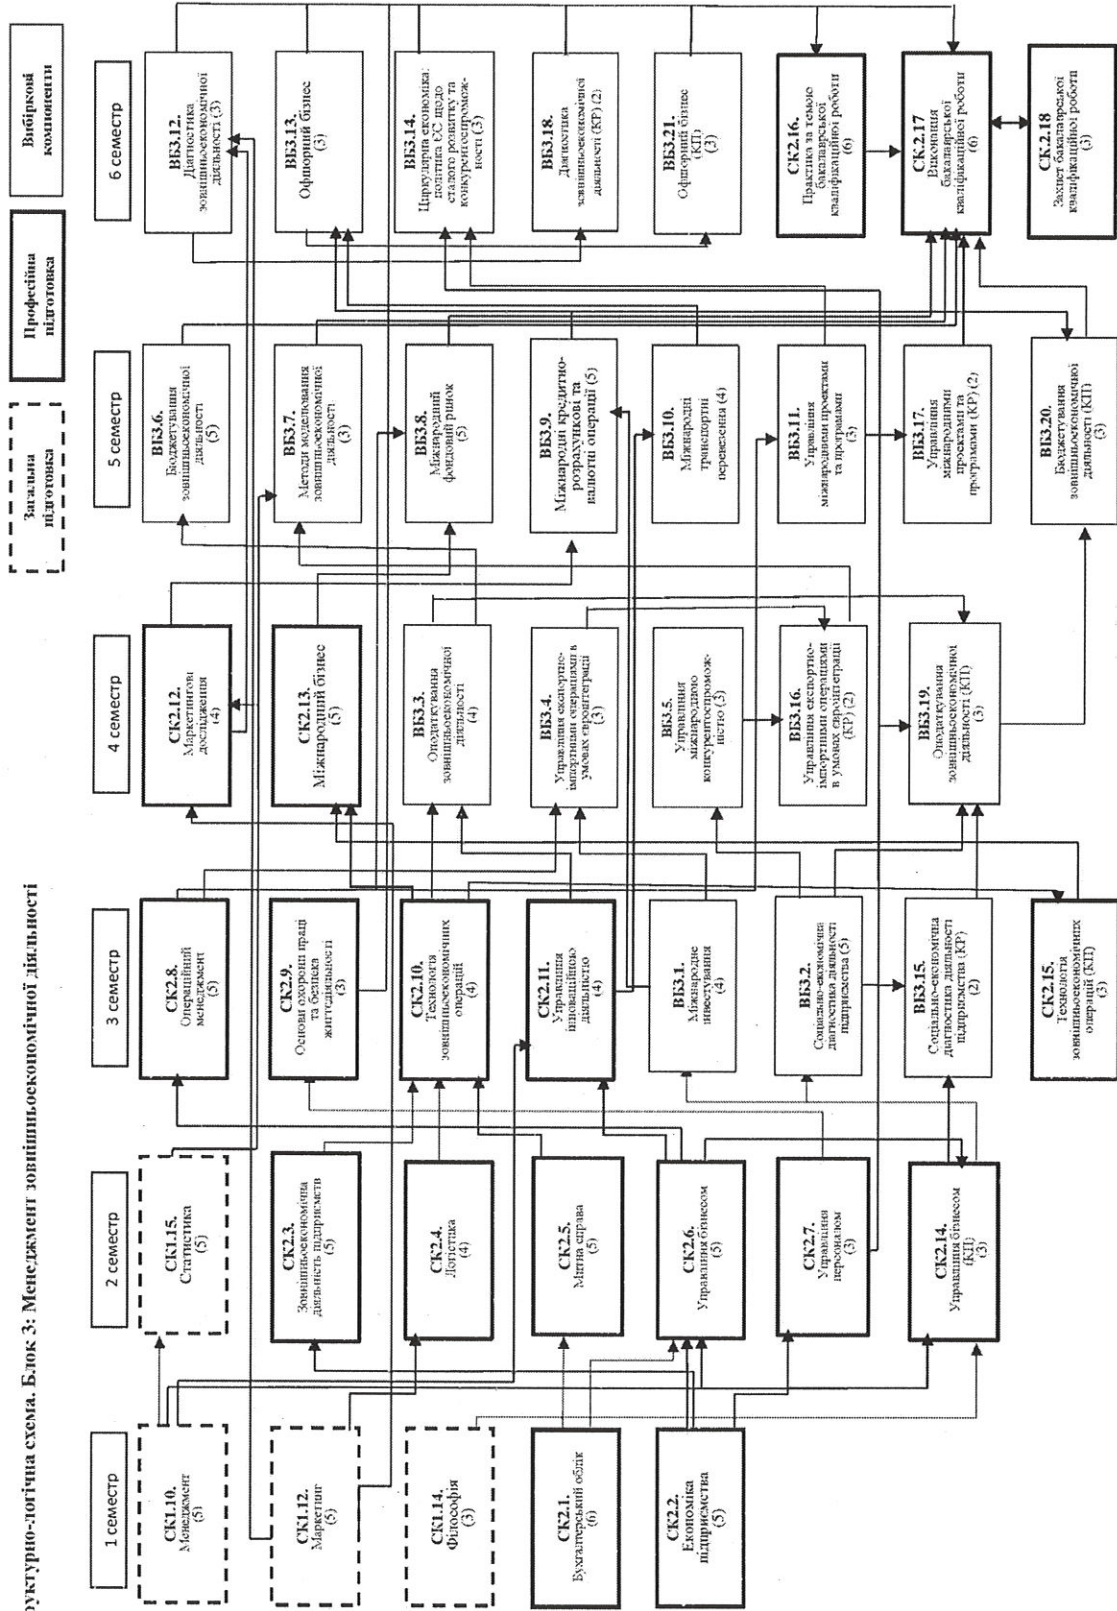 руктурно-логічна схема. Блок 3: Менеджмент зовнішньоекономічної діяльності
Загальна
підготовка
Професійна
підготовка
Вибіркові
компоненти
1 семестр
СК1.10.
Менеджмент
(5)
СК1.12.
Маркетинг
(5)
СК1.14.
Філософія
(3)
СК2.1.
Бухгалтерський облік
(6)
СК2.2.
Економіка
підприємства
(5)
2 семестр
СК1.15.
Статистика
(5)
СК2.3.
Зовнішньоекономічна
діяльність підприємств
(5)
СК2.4.
Логістика
(4)
СК2.5.
Митна справа
(5)
СК2.6.
Управління бізнесом
(5)
СК2.7.
Управління
персоналом
(3)
СК2.14.
Управління бізнесом
(КП)
(3)
3 семестр
СК2.8.
Операційний
менеджмент
(5)
СК2.9.
Основи охорони праці
та безпека
життєдіяльності
(3)
СК2.10.
Технологія
зовнішньоекономічних
операцій
(4)
СК2.11.
Управління
інноваційною
діяльністю
(4)
ВБ3.1.
Міжнародне
інвестування
(4)
ВБ3.2.
Соціально-економічна
діагностика діяльності
підприємства (5)
ВБ3.15.
Соціально-економічна
діагностика діяльності
підприємства (КР)
(2)
СК2.15.
Технологія
зовнішньоекономічних
операцій (КП)
(3)
4 семестр
СК2.12.
Маркетингові
дослідження
(4)
СК2.13.
Міжнародний бізнес
(5)
ВБ3.3.
Оподаткування
зовнішньоекономічної
діяльності
(4)
ВБ3.4.
Управління експортно-
імпортними операціями в
умовах євроінтеграції
(3)
ВБ3.5.
Управління
міжнародною
конкурентоспромож-
ністю (3)
ВБ3.16.
Управління експортно-
імпортними операціями
в умовах євроінтеграції
(КР) (2)
ВБ3.19.
Оподаткування
зовнішньоекономічної
діяльності (КП)
(3)
5 семестр
ВБ3.6.
Бюджетування
зовнішньоекономічної
діяльності
(5)
ВБ3.7.
Методи моделювання
зовнішньоекономічної
діяльності
(3)
ВБ3.8.
Міжнародний
фондовий ринок
(5)
ВБ3.9.
Міжнародні кредитно-
розрахункові та
валютні операції (5)
ВБ3.10.
Міжнародні
транспортні
перевезення (4)
ВБ3.11.
Управління
міжнародними проектами
та програмами
(3)
ВБ3.17.
Управління
міжнародними
проектами та
програмами (КР) (2)
ВБ3.20.
Бюджетування
зовнішньоекономічної
діяльності (КП)
(3)
6 семестр
ВБ3.12.
Діагностика
зовнішньоекономічної
діяльності (3)
ВБ3.13.
Офшорний бізнес
(3)
ВБ3.14.
Циркулярна економіка:
політика ЄС щодо
сталого розвитку та
конкурентоспромож-
ності (3)
ВБ3.18.
Діагностика
зовнішньоекономічної
діяльності (КР) (2)
ВБ3.21.
Офшорний бізнес
(КП)
(3)
СК2.16.
Практика за темою
бакалаврської
кваліфікаційної роботи
(6)
СК.2.17
Виконання
бакалаврської
кваліфікаційної роботи
(6)
СК.2.18
Захист бакалаврської
кваліфікаційної роботи
(3)